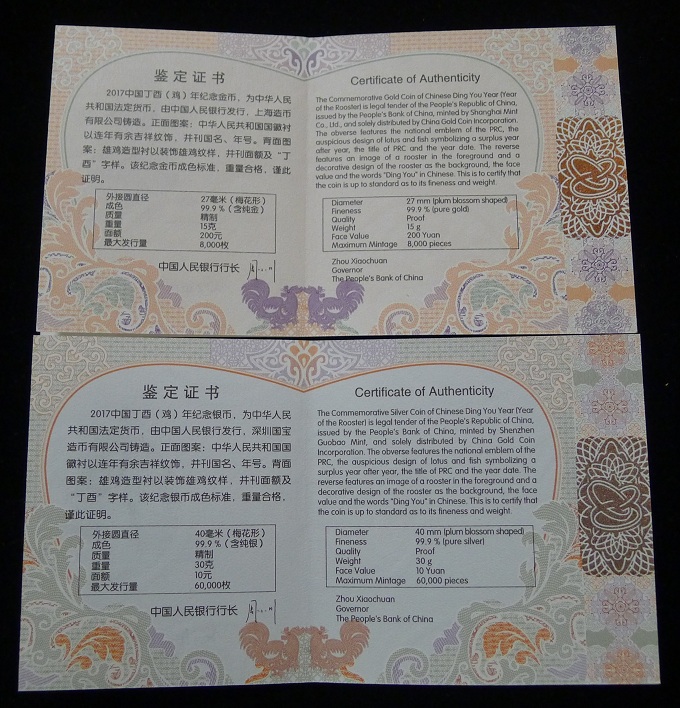 鉴定证书
2017中国丁酉（鸡）年纪念金币，为中华人民
共和国法定货币，由中国人民银行发行，上海造币
有限公司铸造。正面图案：中华人民共和国国徽衬
以连年有余吉祥纹饰，并刊国名、年号。背面图
案：雄鸡造型衬以装饰雄鸡纹样，并刊面额及“丁
酉”字样。该纪念金币成色标准，重量合格，谨此
证明。
外接圆直径 27毫米（梅花形）
成色 99.9％（含纯金）
质量 精制
重量 15克
面额 200元
最大发行量 8,000枚
中国人民银行行长
Certificate of Authenticity
The Commemorative Gold Coin of Chinese Ding You Year (Year
of the Rooster) is legal tender of the People's Republic of China,
issued by the People's Bank of China, minted by Shanghai Mint
Co., Ltd., and solely distributed by China Gold Coin Incorporation.
The obverse features the national emblem of the PRC, the
auspicious design of lotus and fish symbolizing a surplus year
after year, the title of PRC and the year date. The reverse
features an image of a rooster in the foreground and a
decorative design of the rooster as the background, the face
value and the words "Ding You" in Chinese. This is to certify that
the coin is up to standard as to its fineness and weight.
Diameter 27 mm (plum blossom shaped)
Fineness 99.9 % (pure gold)
Quality Proof
Weight 15 g
Face Value 200 Yuan
Maximum Mintage 8,000 pieces
Zhou Xiaochuan
Governor
The People's Bank of China
鉴定证书
2017中国丁酉（鸡）年纪念银币，为中华人民
共和国法定货币，由中国人民银行发行，深圳国宝
造币有限公司铸造。正面图案：中华人民共和国国
徽衬以连年有余吉祥纹饰，并刊国名、年号。背面
图案：雄鸡造型衬以装饰雄鸡纹样，并刊面额及
“丁酉”字样。该纪念银币成色标准，重量合格，
谨此证明。
外接圆直径 40毫米（梅花形）
成色 99.9％（含纯银）
质量 精制
重量 30克
面额 10元
最大发行量 60,000枚
中国人民银行行长
Certificate of Authenticity
The Commemorative Silver Coin of Chinese Ding You Year (Year
of the Rooster) is legal tender of the People's Republic of China,
issued by the People's Bank of China, minted by Shenzhen
Guobao Mint, and solely distributed by China Gold Coin
Incorporation. The obverse features the national emblem of the
PRC, the auspicious design of lotus and fish symbolizing a
surplus year after year, the title of PRC and the year date. The
reverse features an image of a rooster in the foreground and a
decorative design of the rooster as the background, the face
value and the words "Ding You" in Chinese. This is to certify that
the coin is up to standard as to its fineness and weight.
Diameter 40 mm (plum blossom shaped)
Fineness 99.9 % (pure silver)
Quality Proof
Weight 30 g
Face Value 10 Yuan
Maximum Mintage 60,000 pieces
Zhou Xiaochuan
Governor
The People's Bank of China